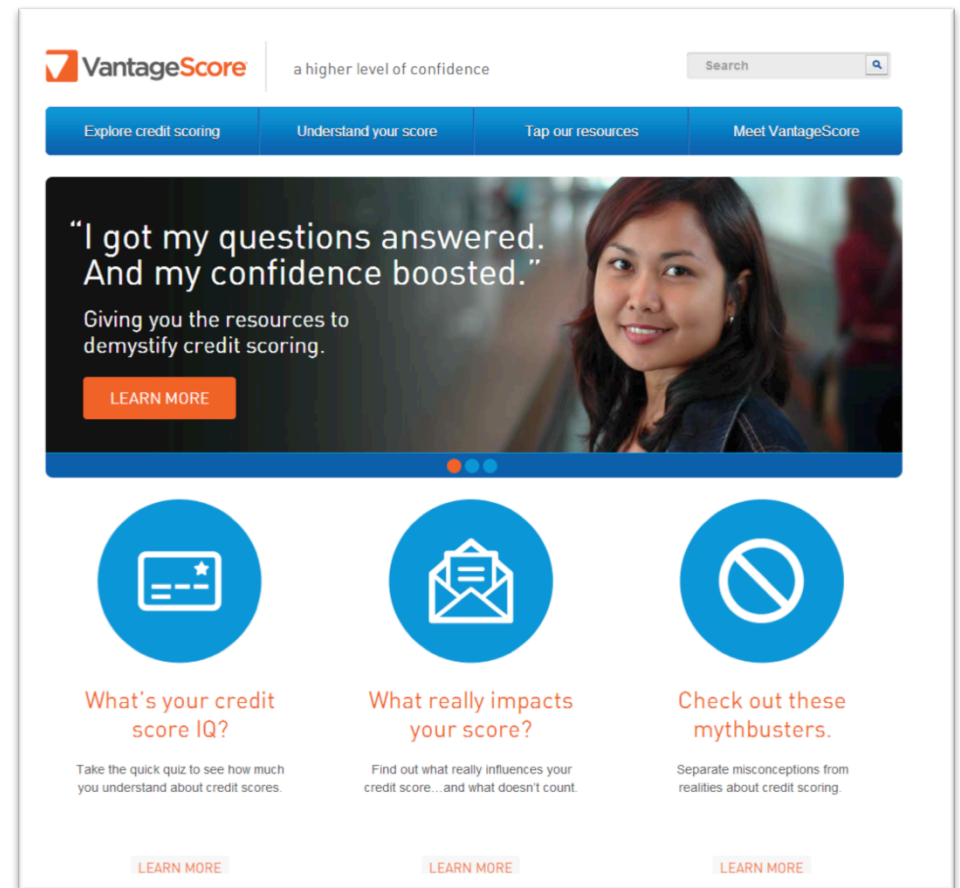 VantageScore
a higher level of confidence
Search
Explore credit scoring
Understand your score
Tap our resources
Meet VantageScore
“I got my questions answered.
And my confidence boosted.”
Giving you the resources to
demystify credit scoring.
LEARN MORE
What's your credit
score IQ?
Take the quick quiz to see how much
you understand about credit scores.
LEARN MORE
What really impacts
your score?
Find out what really influences your
credit score…and what doesn't count.
LEARN MORE
Check out these
mythbusters.
Separate misconceptions from
realities about credit scoring.
LEARN MORE